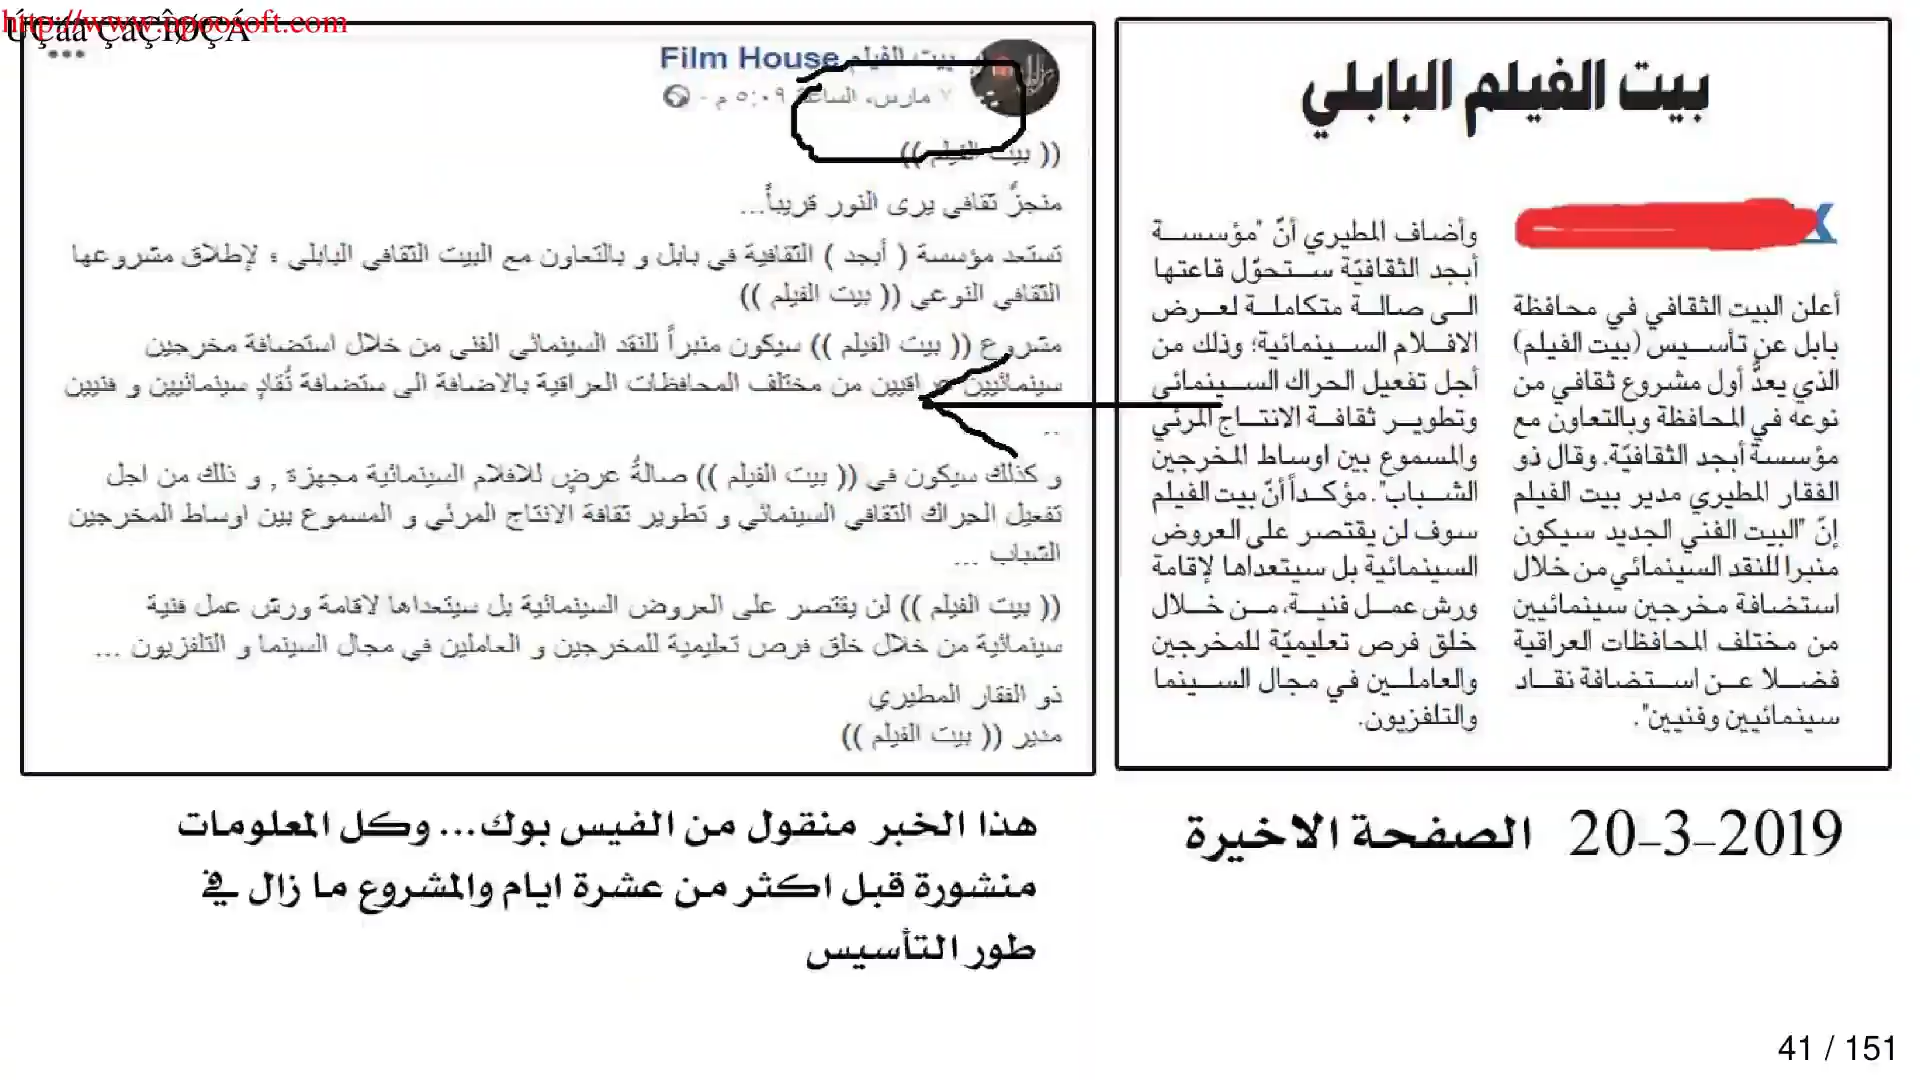 http://www.apoosoft.com
ÚÇáã ÇáÇÎØÇÁ
بيت الفيلم البابلي
أعلن البيت الثقافي في محافظة
بابل عن تأسيس (بيت الفيلم)
الذي يعدُّ أول مشروع ثقافي من
نوعه في المحافظة وبالتعاون مع
مؤسسة أبجد الثقافيّة. وقال ذو
الفقار المطيري مدير بيت الفيلم
إنّ "البيت الفني الجديد سيكون
منبرا للنقد السينمائي من خلال
استضافة مخرجين سينمائيين
من مختلف المحافظات العراقية
فضلا عن استضافة نقاد
سينمائيين وفنيين".
وأضاف المطيري أنّ "مؤسسة
أبجد الثقافيّة ستحوّل قاعتها
الى صالة متكاملة لعرض
الافلام السينمائية؛ وذلك من
أجل تفعيل الحراك السينمائي
وتطوير ثقافة الانتاج المرئي
والمسموع بين اوساط المخرجين
الشباب". مؤكداً أنّ بيت الفيلم
سوف لن يقتصر على العروض
السينمائية بل سيتعداها لإقامة
ورش عمل فنية، من خلال
خلق فرص تعليميّة للمخرجين
والعاملين في مجال السينما
والتلفزيون.
20-3-2019 الصفحة الاخيرة
بيت الفيلم Film House
٧ مارس، الساعة ٥:٠٩ م
(( بيت الفيلم ))
منجزٌ ثقافي يرى النور قريباً...
تستعد مؤسسة ( أبجد ) الثقافية في بابل و بالتعاون مع البيت الثقافي البابلي ؛ لإطلاق مشروعها
الثقافي النوعي (( بيت الفيلم ))
مشروع (( بيت الفيلم )) سيكون منبراً للنقد السينمائي الفني من خلال استضافة مخرجين
سينمائيين عراقيين من مختلف المحافظات العراقية بالاضافة الى ستضافة نُقادٍ سينمائيين و فنيين
..
و كذلك سيكون في (( بيت الفيلم )) صالةُ عرضٍ للافلام السينمائية مجهزة , و ذلك من اجل
تفعيل الحراك الثقافي السينمائي و تطوير ثقافة الانتاج المرئي و المسموع بين اوساط المخرجين
الشباب ...
(( بيت الفيلم )) لن يقتصر على العروض السينمائية بل سيتعداها لاقامة ورش عمل فنية
سينمائية من خلال خلق فرص تعليمية للمخرجين و العاملين في مجال السينما و التلفزيون ...
ذو الفقار المطيري
مدير (( بيت الفيلم ))
هذا الخبر منقول من الفيس بوك... وكل المعلومات
منشورة قبل اكثر من عشرة ايام والمشروع ما زال في
طور التأسيس
41 / 151